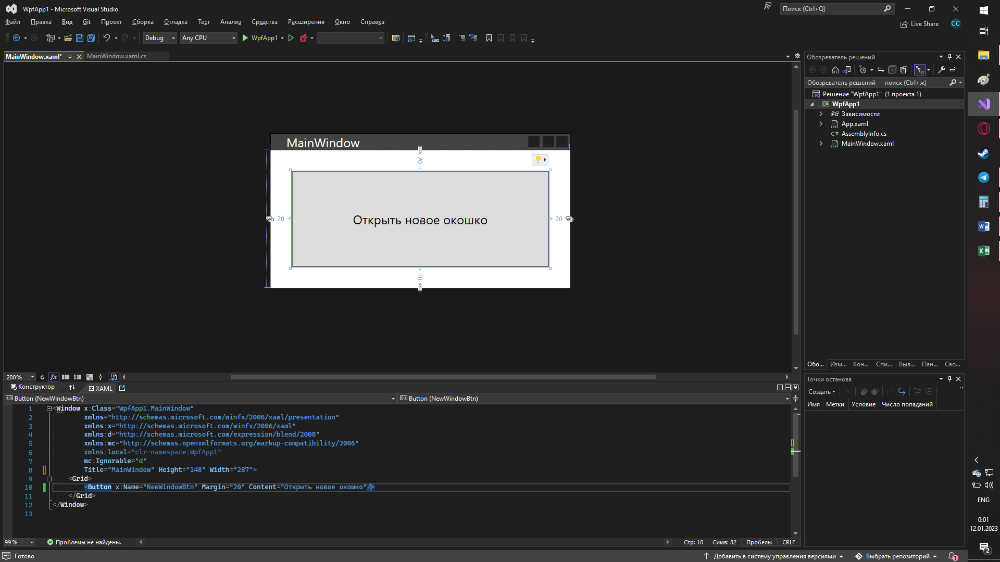 WpfApp1 - Microsoft Visual Studio
Поиск (Ctrl+Q)
Файл Правка Вид Git Проект Сборка Отладка Тест Анализ Средства Расширения Окно Справка
Live Share
CC
Debug Any CPU WpfApp1
MainWindow.xaml* MainWindow.xaml.cs
MainWindow
20
20 Открыть новое окошко 20
20
200%
fx
Конструктор XAML
Button (NewWindowBtn) Button (NewWindowBtn)
1 <Window x:Class="WpfApp1.MainWindow"
2 xmlns="http://schemas.microsoft.com/winfx/2006/xaml/presentation"
3 xmlns:x="http://schemas.microsoft.com/winfx/2006/xaml"
4 xmlns:d="http://schemas.microsoft.com/expression/blend/2008"
5 xmlns:mc="http://schemas.openxmlformats.org/markup-compatibility/2006"
6 xmlns:local="clr-namespace:WpfApp1"
7 mc:Ignorable="d"
8 Title="MainWindow" Height="148" Width="287">
9 <Grid>
10 <Button x:Name="NewWindowBtn" Margin="20" Content="Открыть новое окошко"/>
11 </Grid>
12 </Window>
13
99 % Проблемы не найдены. Стр: 10 Симв: 82 Пробелы CRLF
Обозреватель решений
Обозреватель решений — поиск (Ctrl+ж)
Решение "WpfApp1" (1 проекта 1)
C# WpfApp1
Зависимости
App.xaml
C# AssemblyInfo.cs
MainWindow.xaml
Обо... Изм... Кон... Спи... Выв... Пан... Сво...
Точки останова
Создать
Имя Метки Условие Число попаданий
Готово
Добавить в систему управления версиями Выбрать репозиторий 1
ENG
0:01
12.01.2023
2